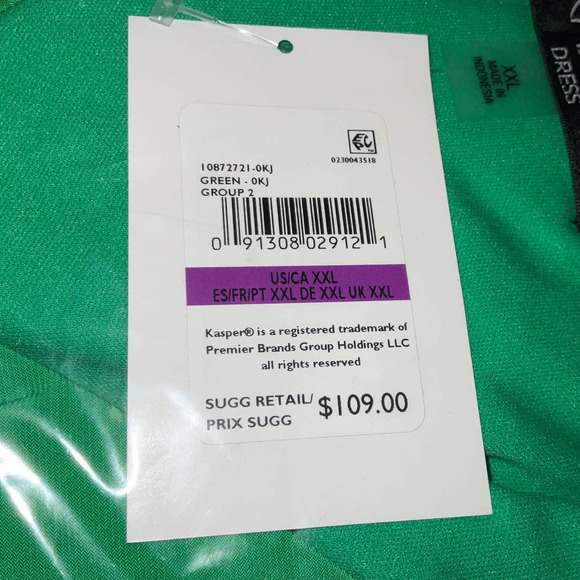 0230043518
10872721-0KJ
GREEN - 0KJ
GROUP 2
0 91308 02912 1
US/CA XXL
ES/FR/PT XXL DE XXL UK XXL
Kasper® is a registered trademark of
Premier Brands Group Holdings LLC
all rights reserved
SUGG RETAIL/
PRIX SUGG
$109.00
XXL
MADE IN
INDONESIA
DRESS